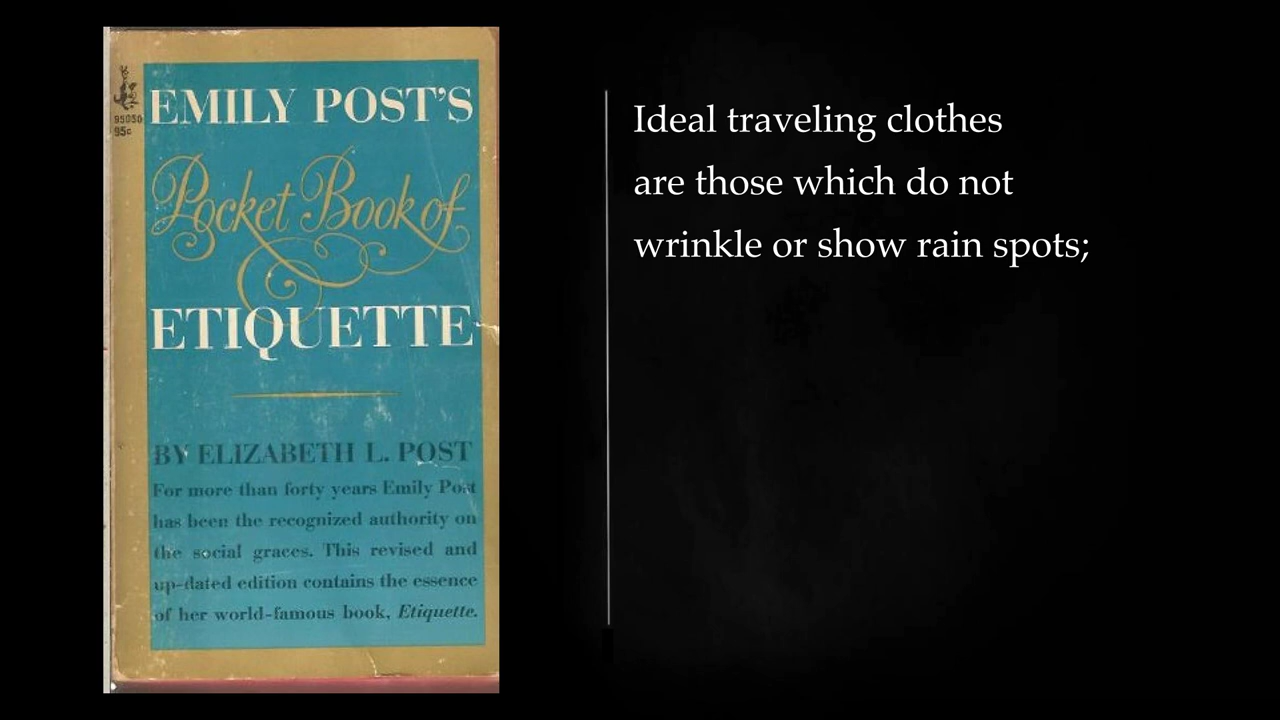 95050
95c
EMILY POST'S
Pocket Book of
ETIQUETTE
BY ELIZABETH L. POST
For more than forty years Emily Post
has been the recognized authority on
the social graces. This revised and
up-dated edition contains the essence
of her world-famous book, Etiquette.
Ideal traveling clothes
are those which do not
wrinkle or show rain spots;